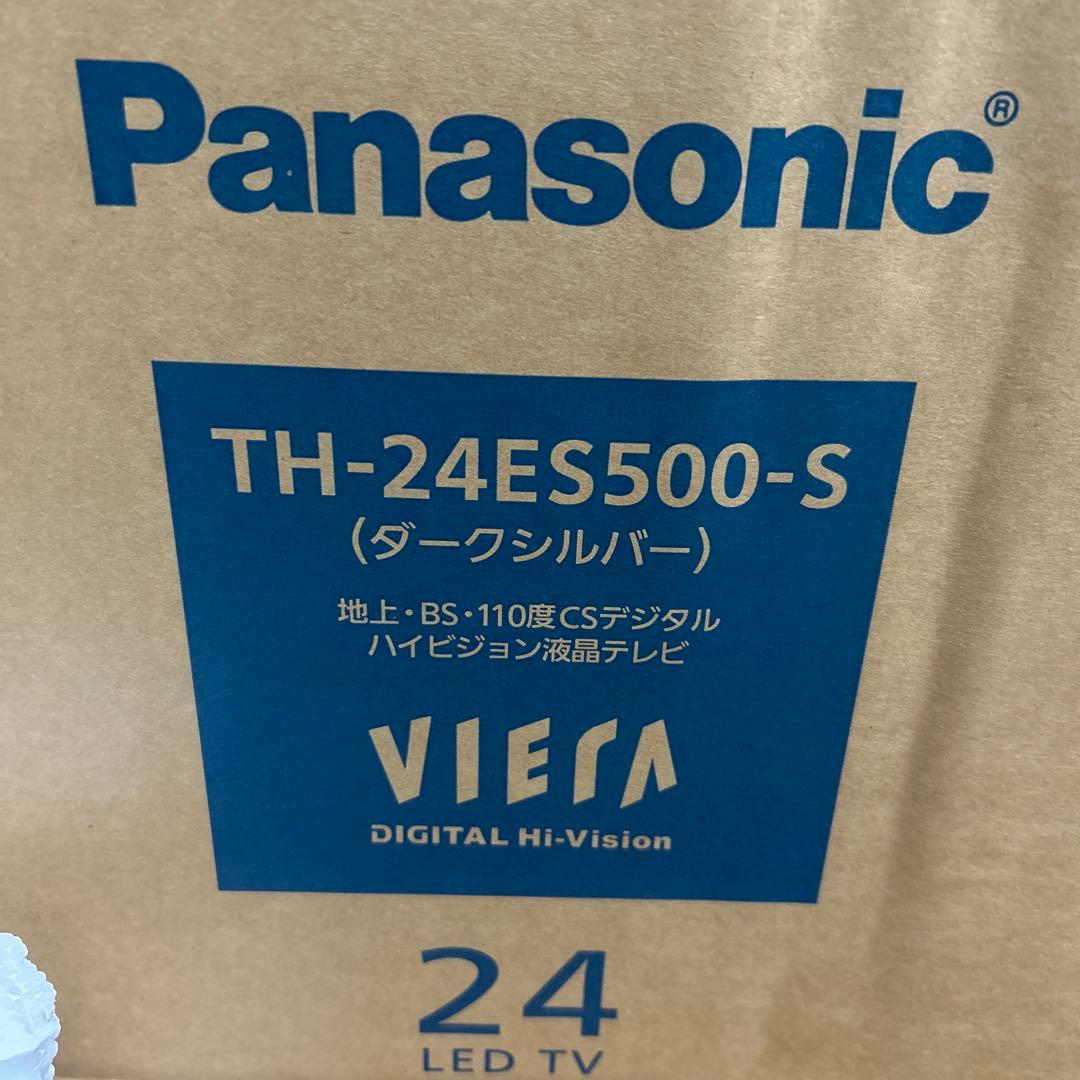 Panasonic®
TH-24ES500-S
(ダークシルバー)
地上・BS・110度CSデジタル
ハイビジョン液晶テレビ
VIErA
DIGITAL Hi-Vision
24
LED TV